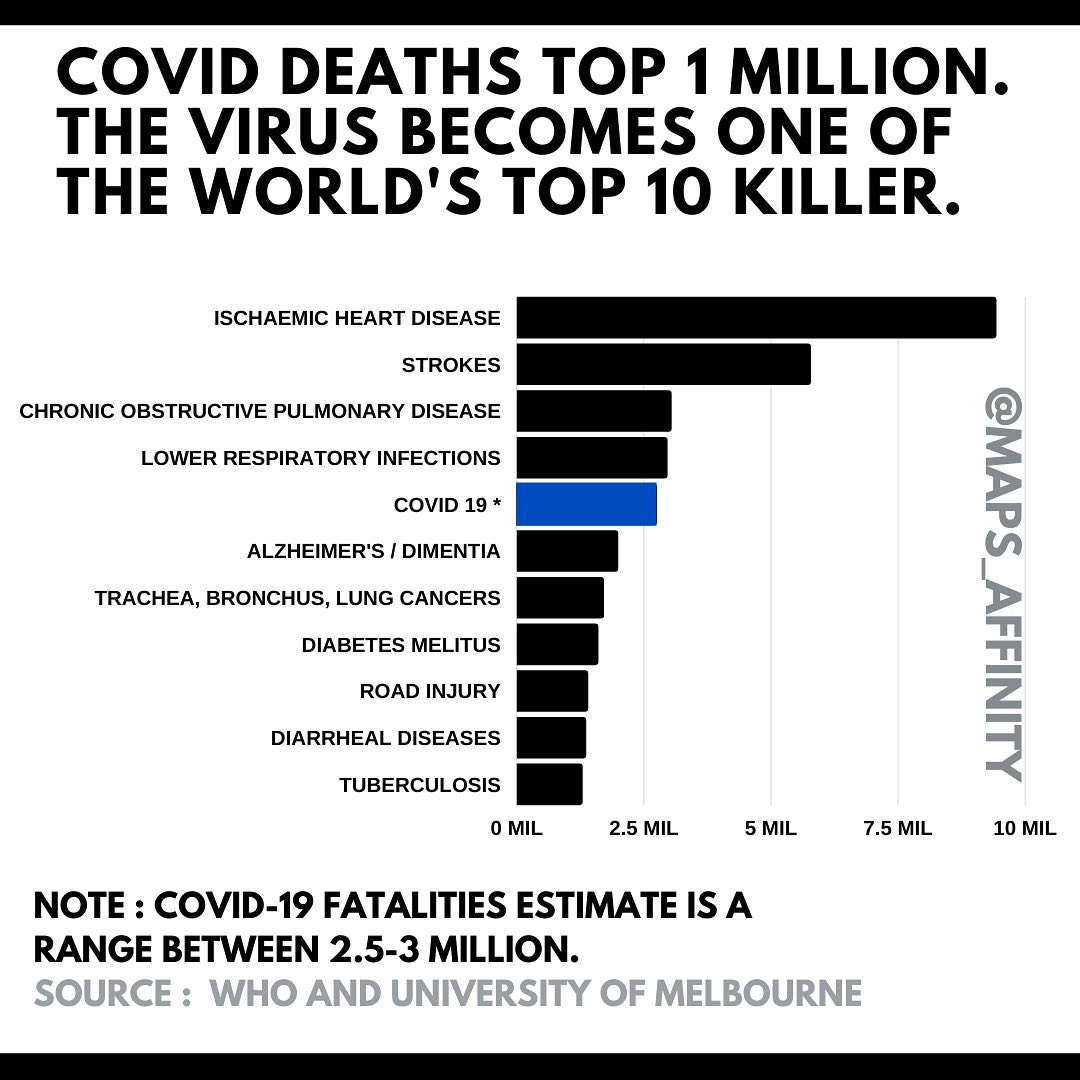 COVID DEATHS TOP 1 MILLION.
THE VIRUS BECOMES ONE OF
THE WORLD'S TOP 10 KILLER.
ISCHAEMIC HEART DISEASE
STROKES
CHRONIC OBSTRUCTIVE PULMONARY DISEASE
LOWER RESPIRATORY INFECTIONS
COVID 19 *
ALZHEIMER'S / DIMENTIA
TRACHEA, BRONCHUS, LUNG CANCERS
DIABETES MELITUS
ROAD INJURY
DIARRHEAL DISEASES
TUBERCULOSIS
0 MIL 2.5 MIL 5 MIL 7.5 MIL 10 MIL
@MAPS_AFFINITY
NOTE : COVID-19 FATALITIES ESTIMATE IS A
RANGE BETWEEN 2.5-3 MILLION.
SOURCE : WHO AND UNIVERSITY OF MELBOURNE